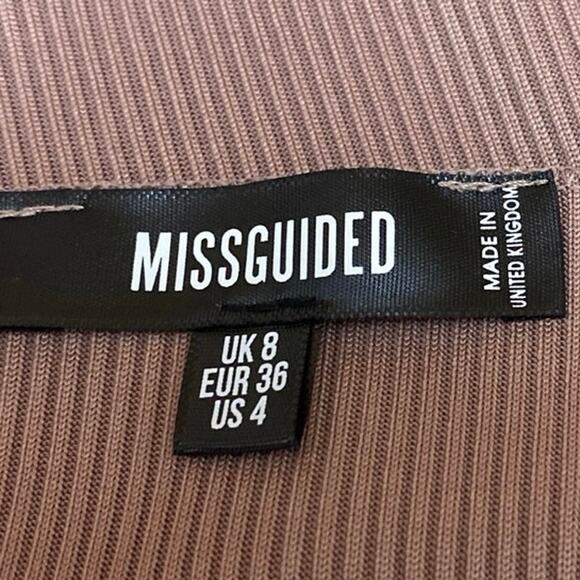 MISSGUIDED
MADE IN
UNITED KINGDOM
UK 8
EUR 36
US 4